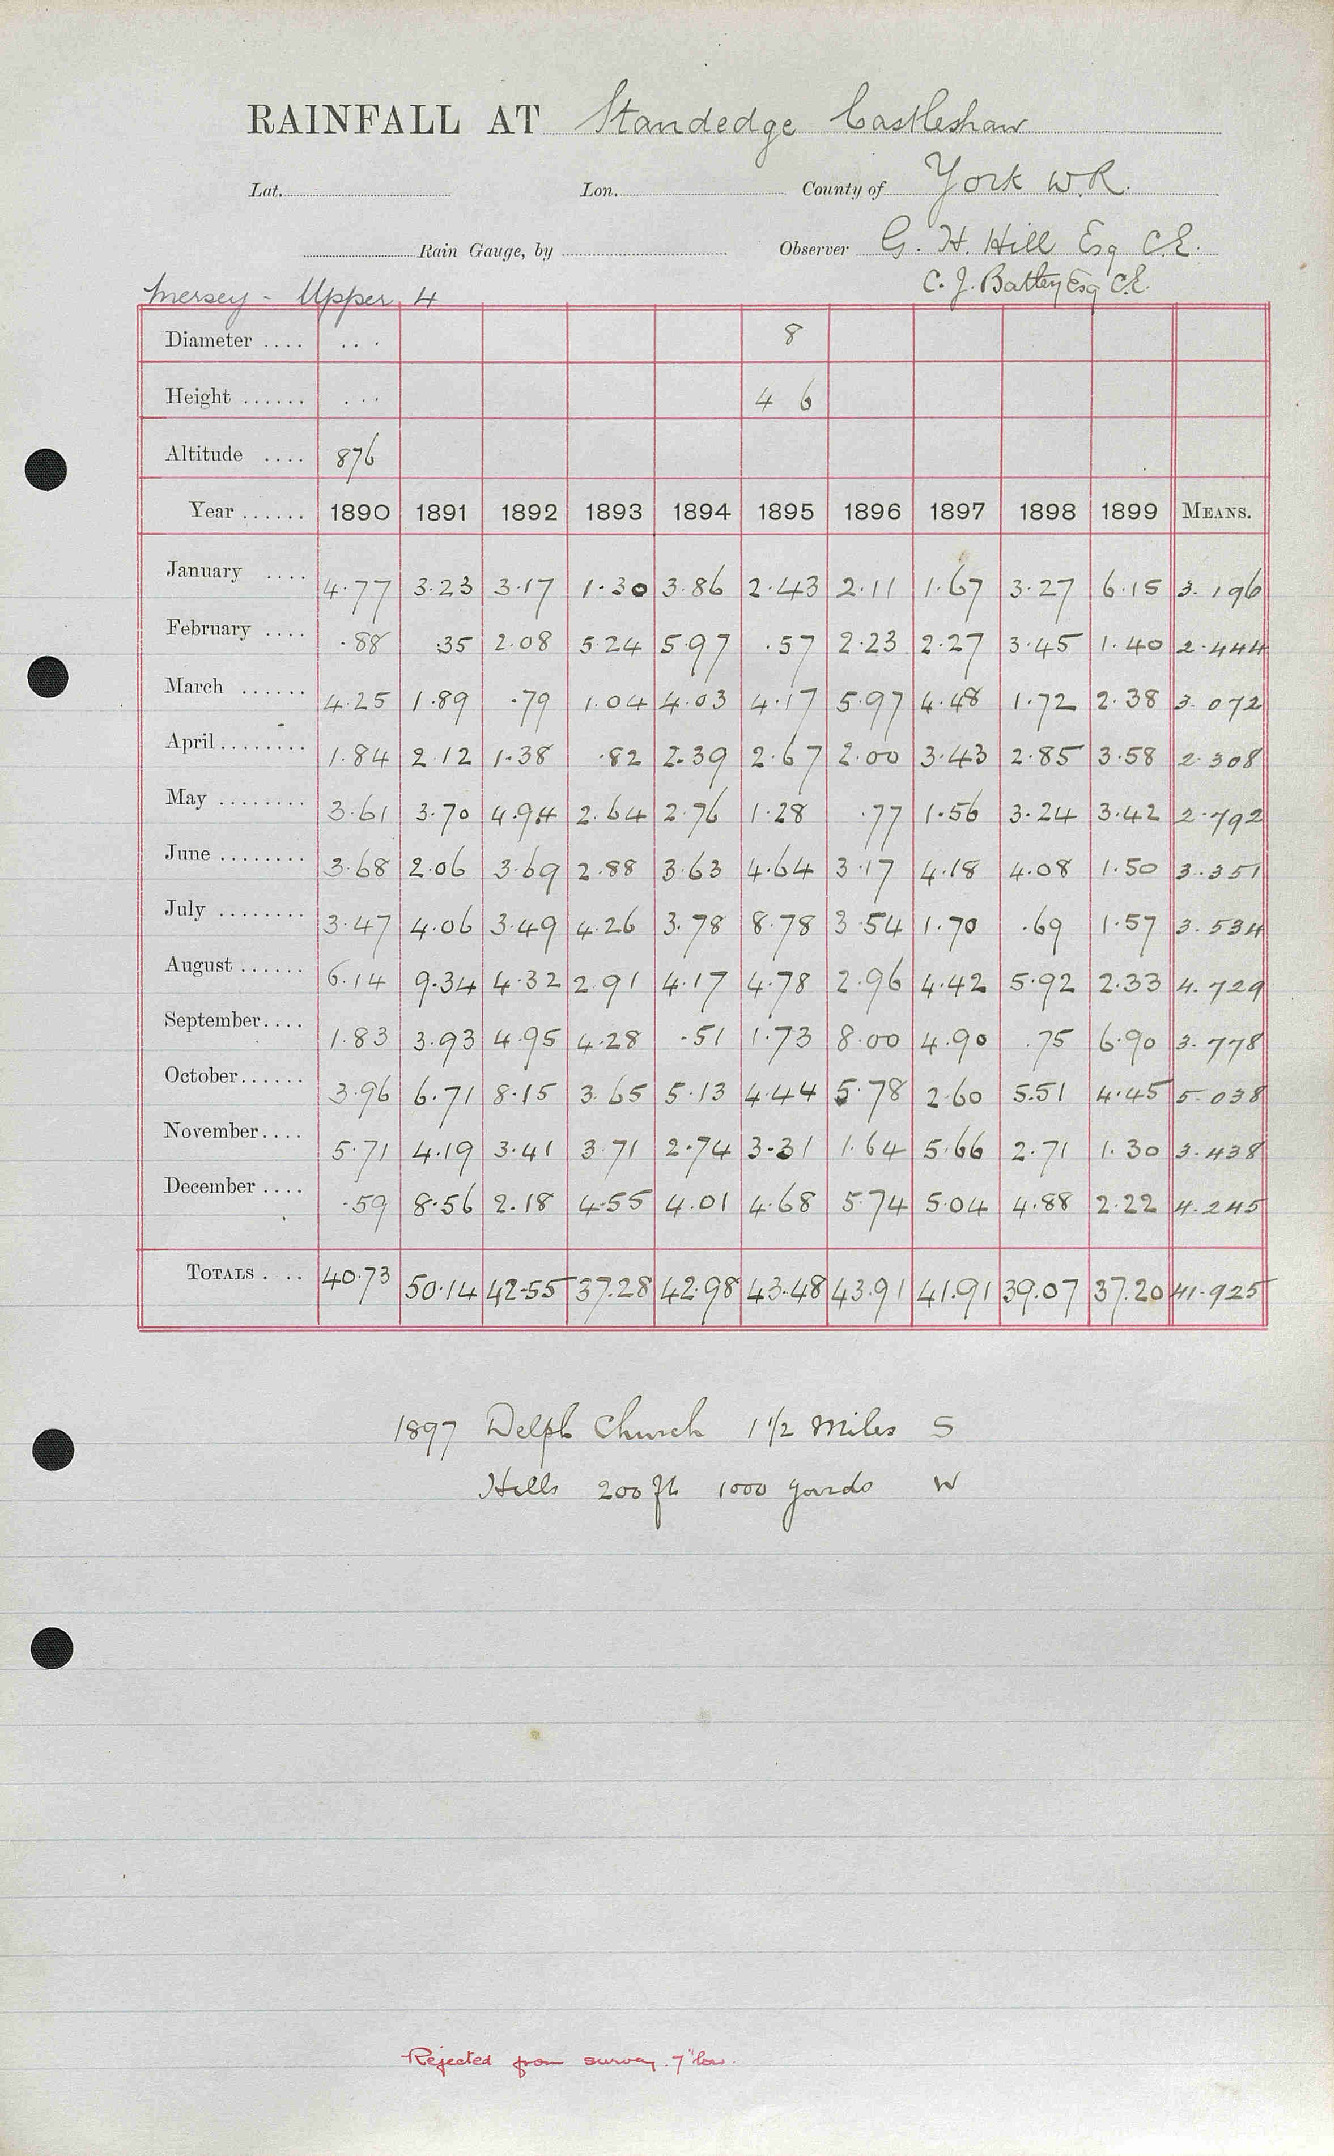 RAINFALL AT Standedge Castleshaw
Lat. Lon. County of York W.R.
Rain Gauge, by Observer G. H. Hill Esq C.E.
C. J. Battey Esq C.E.
Mersey - Upper 4
Diameter .... ... 8
Height ...... ... 4 6
Altitude .... 876
Year ...... 1890 1891 1892 1893 1894 1895 1896 1897 1898 1899 MEANS.
January .... 4.77 3.23 3.17 1.30 3.86 2.43 2.11 1.67 3.27 6.15 3.196
February .... .88 .35 2.08 5.24 5.97 .57 2.23 2.27 3.45 1.40 2.444
March ...... 4.25 1.89 .79 1.04 4.03 4.17 5.97 4.48 1.72 2.38 3.072
April ........ 1.84 2.12 1.38 .82 2.39 2.67 2.00 3.43 2.85 3.58 2.308
May ........ 3.61 3.70 4.94 2.64 2.76 1.28 .77 1.56 3.24 3.42 2.792
June ........ 3.68 2.06 3.69 2.88 3.63 4.64 3.17 4.18 4.08 1.50 3.351
July ........ 3.47 4.06 3.49 4.26 3.78 8.78 3.54 1.70 .69 1.57 3.534
August ...... 6.14 9.34 4.32 2.91 4.17 4.78 2.96 4.42 5.92 2.33 4.729
September .... 1.83 3.93 4.95 4.28 .51 1.73 8.00 4.90 .75 6.90 3.778
October ...... 3.96 6.71 8.15 3.65 5.13 4.44 5.78 2.60 5.51 4.45 5.038
November .... 5.71 4.19 3.41 3.71 2.74 3.31 1.64 5.66 2.71 1.30 3.438
December .... .59 8.56 2.18 4.55 4.01 4.68 5.74 5.04 4.88 2.22 4.245
TOTALS .... 40.73 50.14 42.55 37.28 42.98 43.48 43.91 41.91 39.07 37.20 41.925
1897 Delph Church 1 1/2 Miles S
Hills 200 ft 1000 yards W
Rejected from survey. 7" low.